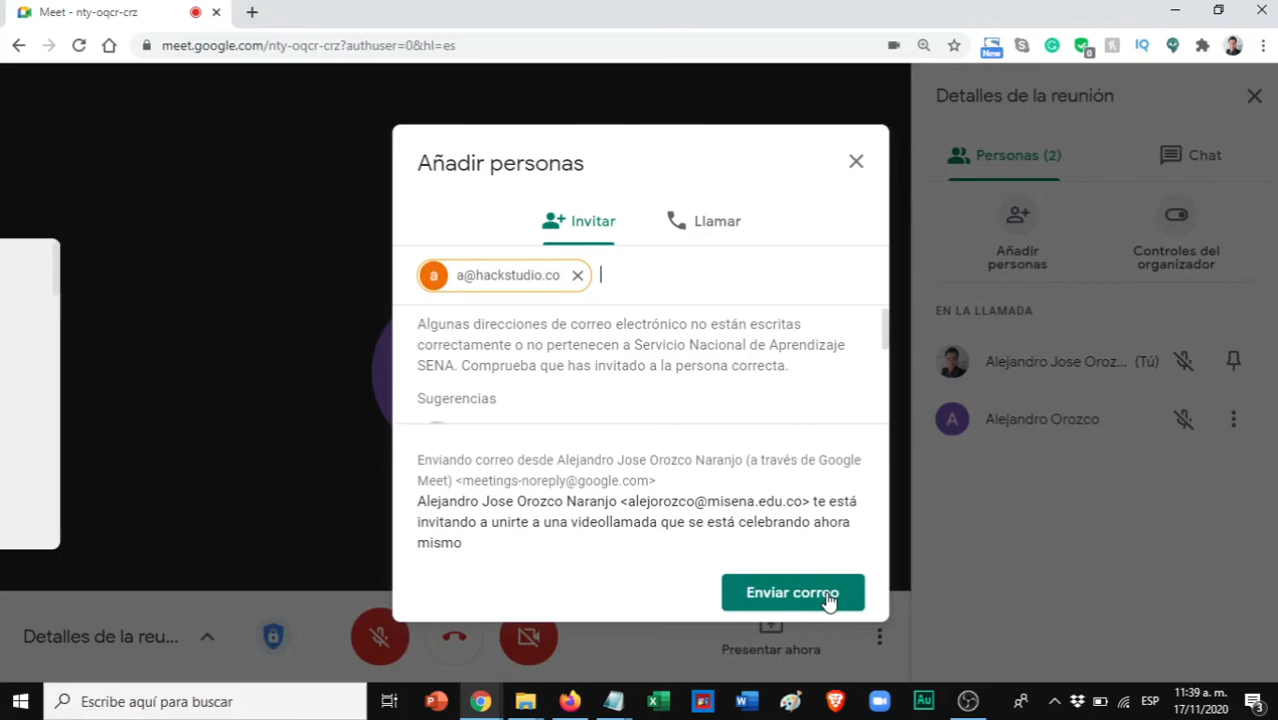 Meet - nty-oqcr-crz
meet.google.com/nty-oqcr-crz?authuser=0&hl=es
New
0
IQ
Detalles de la reunión
Personas (2)
Chat
Añadir personas
Controles del organizador
EN LA LLAMADA
Alejandro Jose Oroz... (Tú)
A
Alejandro Orozco
Añadir personas
Invitar
Llamar
a a@hackstudio.co
Algunas direcciones de correo electrónico no están escritas
correctamente o no pertenecen a Servicio Nacional de Aprendizaje
SENA. Comprueba que has invitado a la persona correcta.
Sugerencias
Enviando correo desde Alejandro Jose Orozco Naranjo (a través de Google
Meet) <meetings-noreply@google.com>
Alejandro Jose Orozco Naranjo <alejorozco@misena.edu.co> te está
invitando a unirte a una videollamada que se está celebrando ahora
mismo
Enviar correo
Detalles de la reu...
Presentar ahora
Escribe aquí para buscar
Au
ESP
11:39 a. m.
17/11/2020
3